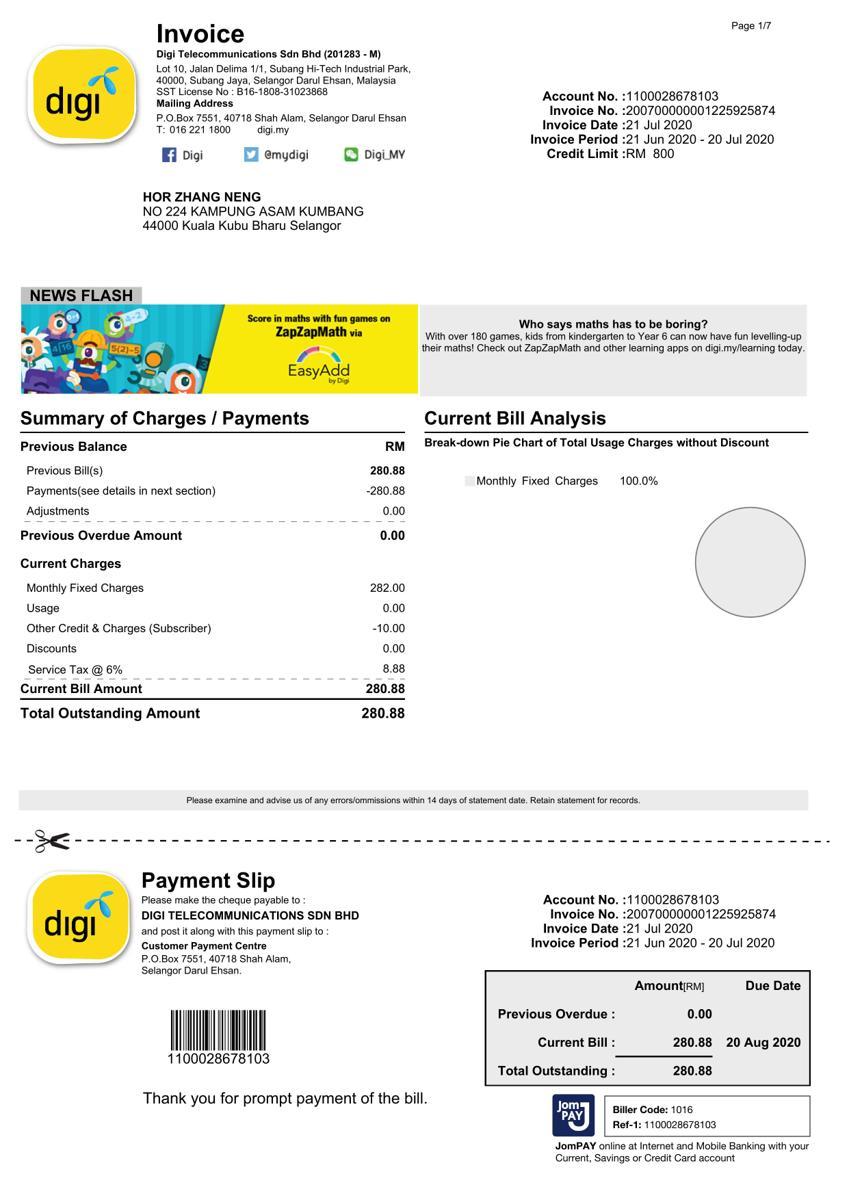 Page 1/7
Invoice
digi
Digi Telecommunications Sdn Bhd (201283 - M)
Lot 10, Jalan Delima 1/1, Subang Hi-Tech Industrial Park,
40000, Subang Jaya, Selangor Darul Ehsan, Malaysia
SST License No : B16-1808-31023868
Mailing Address
P.O.Box 7551, 40718 Shah Alam, Selangor Darul Ehsan
T: 016 221 1800 digi.my
Digi @mydigi Digi_MY
Account No. :1100028678103
Invoice No. :200700000001225925874
Invoice Date :21 Jul 2020
Invoice Period :21 Jun 2020 - 20 Jul 2020
Credit Limit :RM 800
HOR ZHANG NENG
NO 224 KAMPUNG ASAM KUMBANG
44000 Kuala Kubu Bharu Selangor
NEWS FLASH
Score in maths with fun games on
ZapZapMath via
EasyAdd
by Digi
5(2)-5
Who says maths has to be boring?
With over 180 games, kids from kindergarten to Year 6 can now have fun levelling-up
their maths! Check out ZapZapMath and other learning apps on digi.my/learning today.
Summary of Charges / Payments
Previous Balance RM
Previous Bill(s) 280.88
Payments(see details in next section) -280.88
Adjustments 0.00
Previous Overdue Amount 0.00
Current Charges
Monthly Fixed Charges 282.00
Usage 0.00
Other Credit & Charges (Subscriber) -10.00
Discounts 0.00
Service Tax @ 6% 8.88
Current Bill Amount 280.88
Total Outstanding Amount 280.88
Current Bill Analysis
Break-down Pie Chart of Total Usage Charges without Discount
Monthly Fixed Charges 100.0%
Please examine and advise us of any errors/ommissions within 14 days of statement date. Retain statement for records.
digi
Payment Slip
Please make the cheque payable to :
DIGI TELECOMMUNICATIONS SDN BHD
and post it along with this payment slip to :
Customer Payment Centre
P.O.Box 7551, 40718 Shah Alam,
Selangor Darul Ehsan.
1100028678103
Thank you for prompt payment of the bill.
Account No. :1100028678103
Invoice No. :200700000001225925874
Invoice Date :21 Jul 2020
Invoice Period :21 Jun 2020 - 20 Jul 2020
Amount[RM] Due Date
Previous Overdue : 0.00
Current Bill : 280.88 20 Aug 2020
Total Outstanding : 280.88
Jom
PAY
Biller Code: 1016
Ref-1: 1100028678103
JomPAY online at Internet and Mobile Banking with your
Current, Savings or Credit Card account